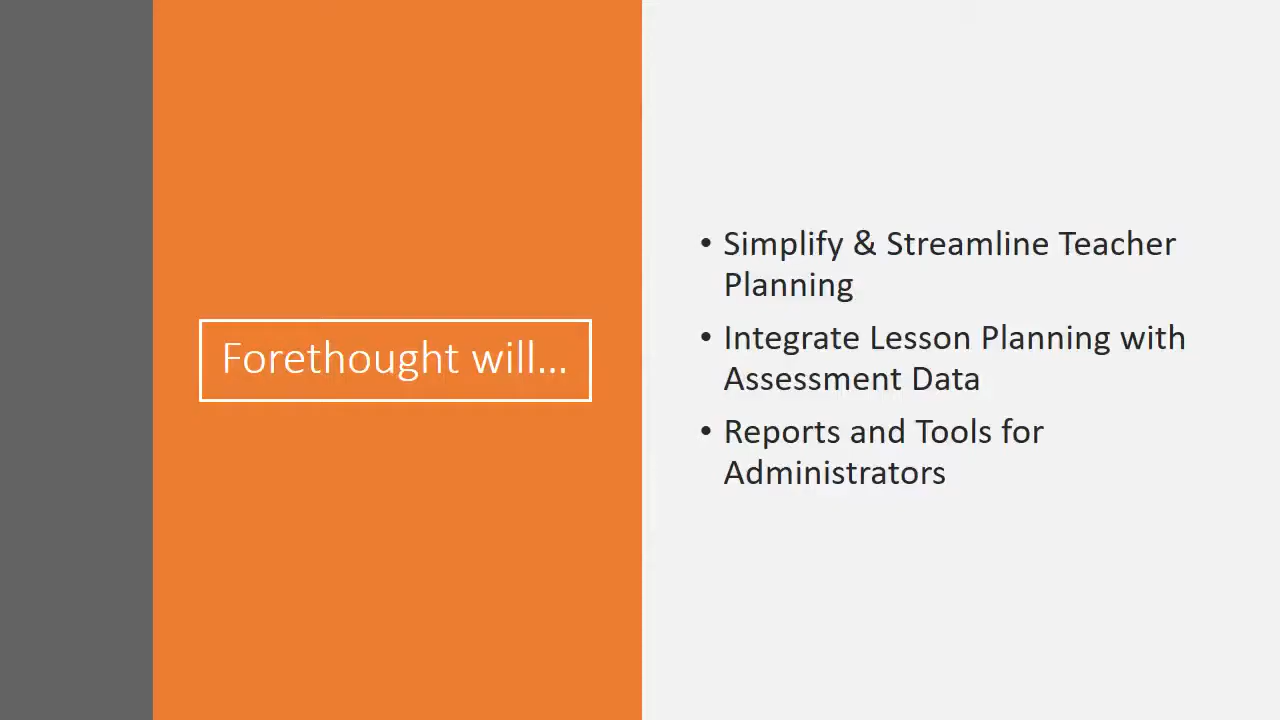 Forethought will...
• Simplify & Streamline Teacher
Planning
• Integrate Lesson Planning with
Assessment Data
• Reports and Tools for
Administrators